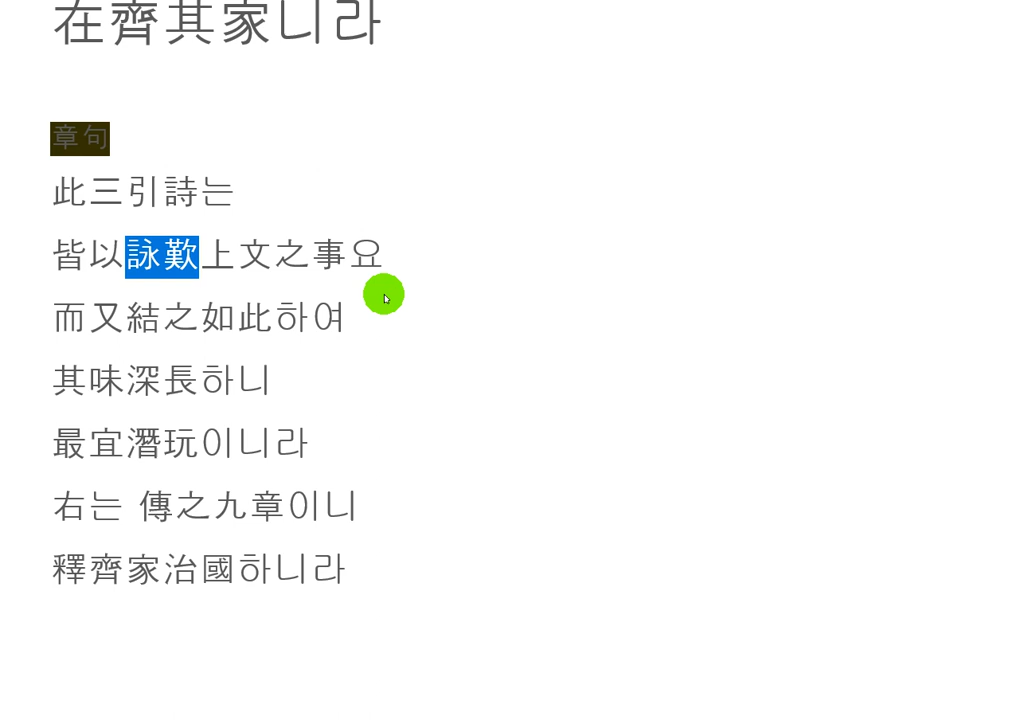 在齊其家니라
章句
此三引詩는
皆以詠歎上文之事요
而又結之如此하여
其味深長하니
最宜潛玩이니라
右는 傳之九章이니
釋齊家治國하니라